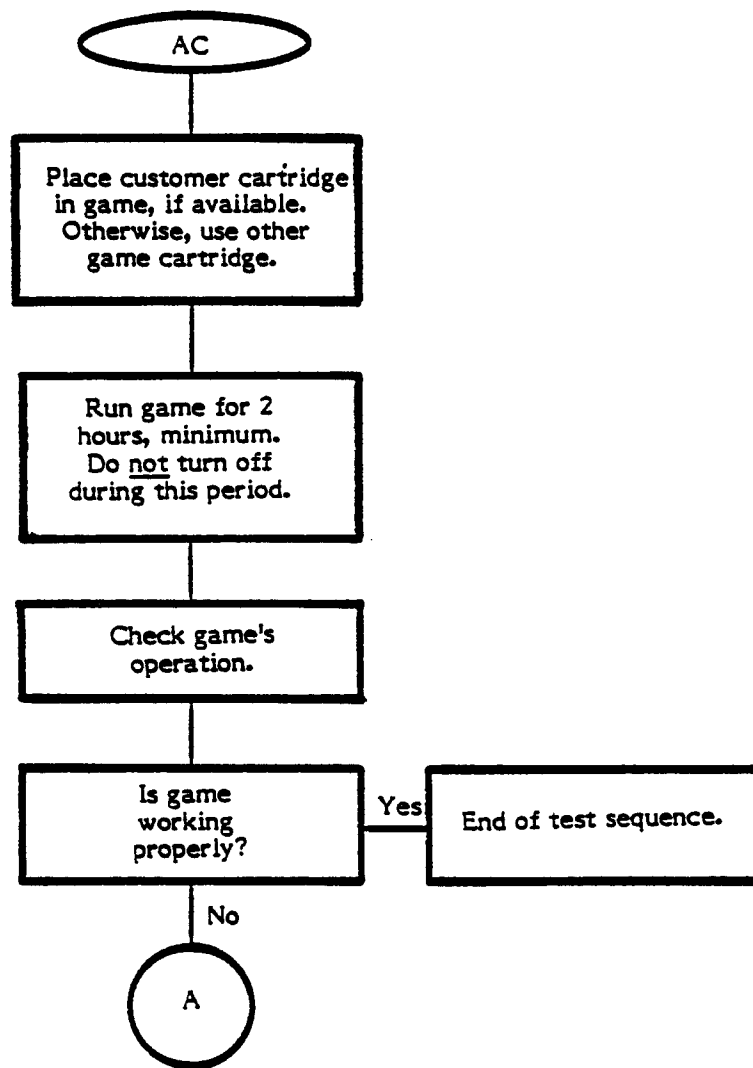 AC
Place customer cartridge
in game, if available.
Otherwise, use other
game cartridge.
Run game for 2
hours, minimum.
Do not turn off
during this period.
Check game's
operation.
Is game
working
properly?
Yes
End of test sequence.
No
A